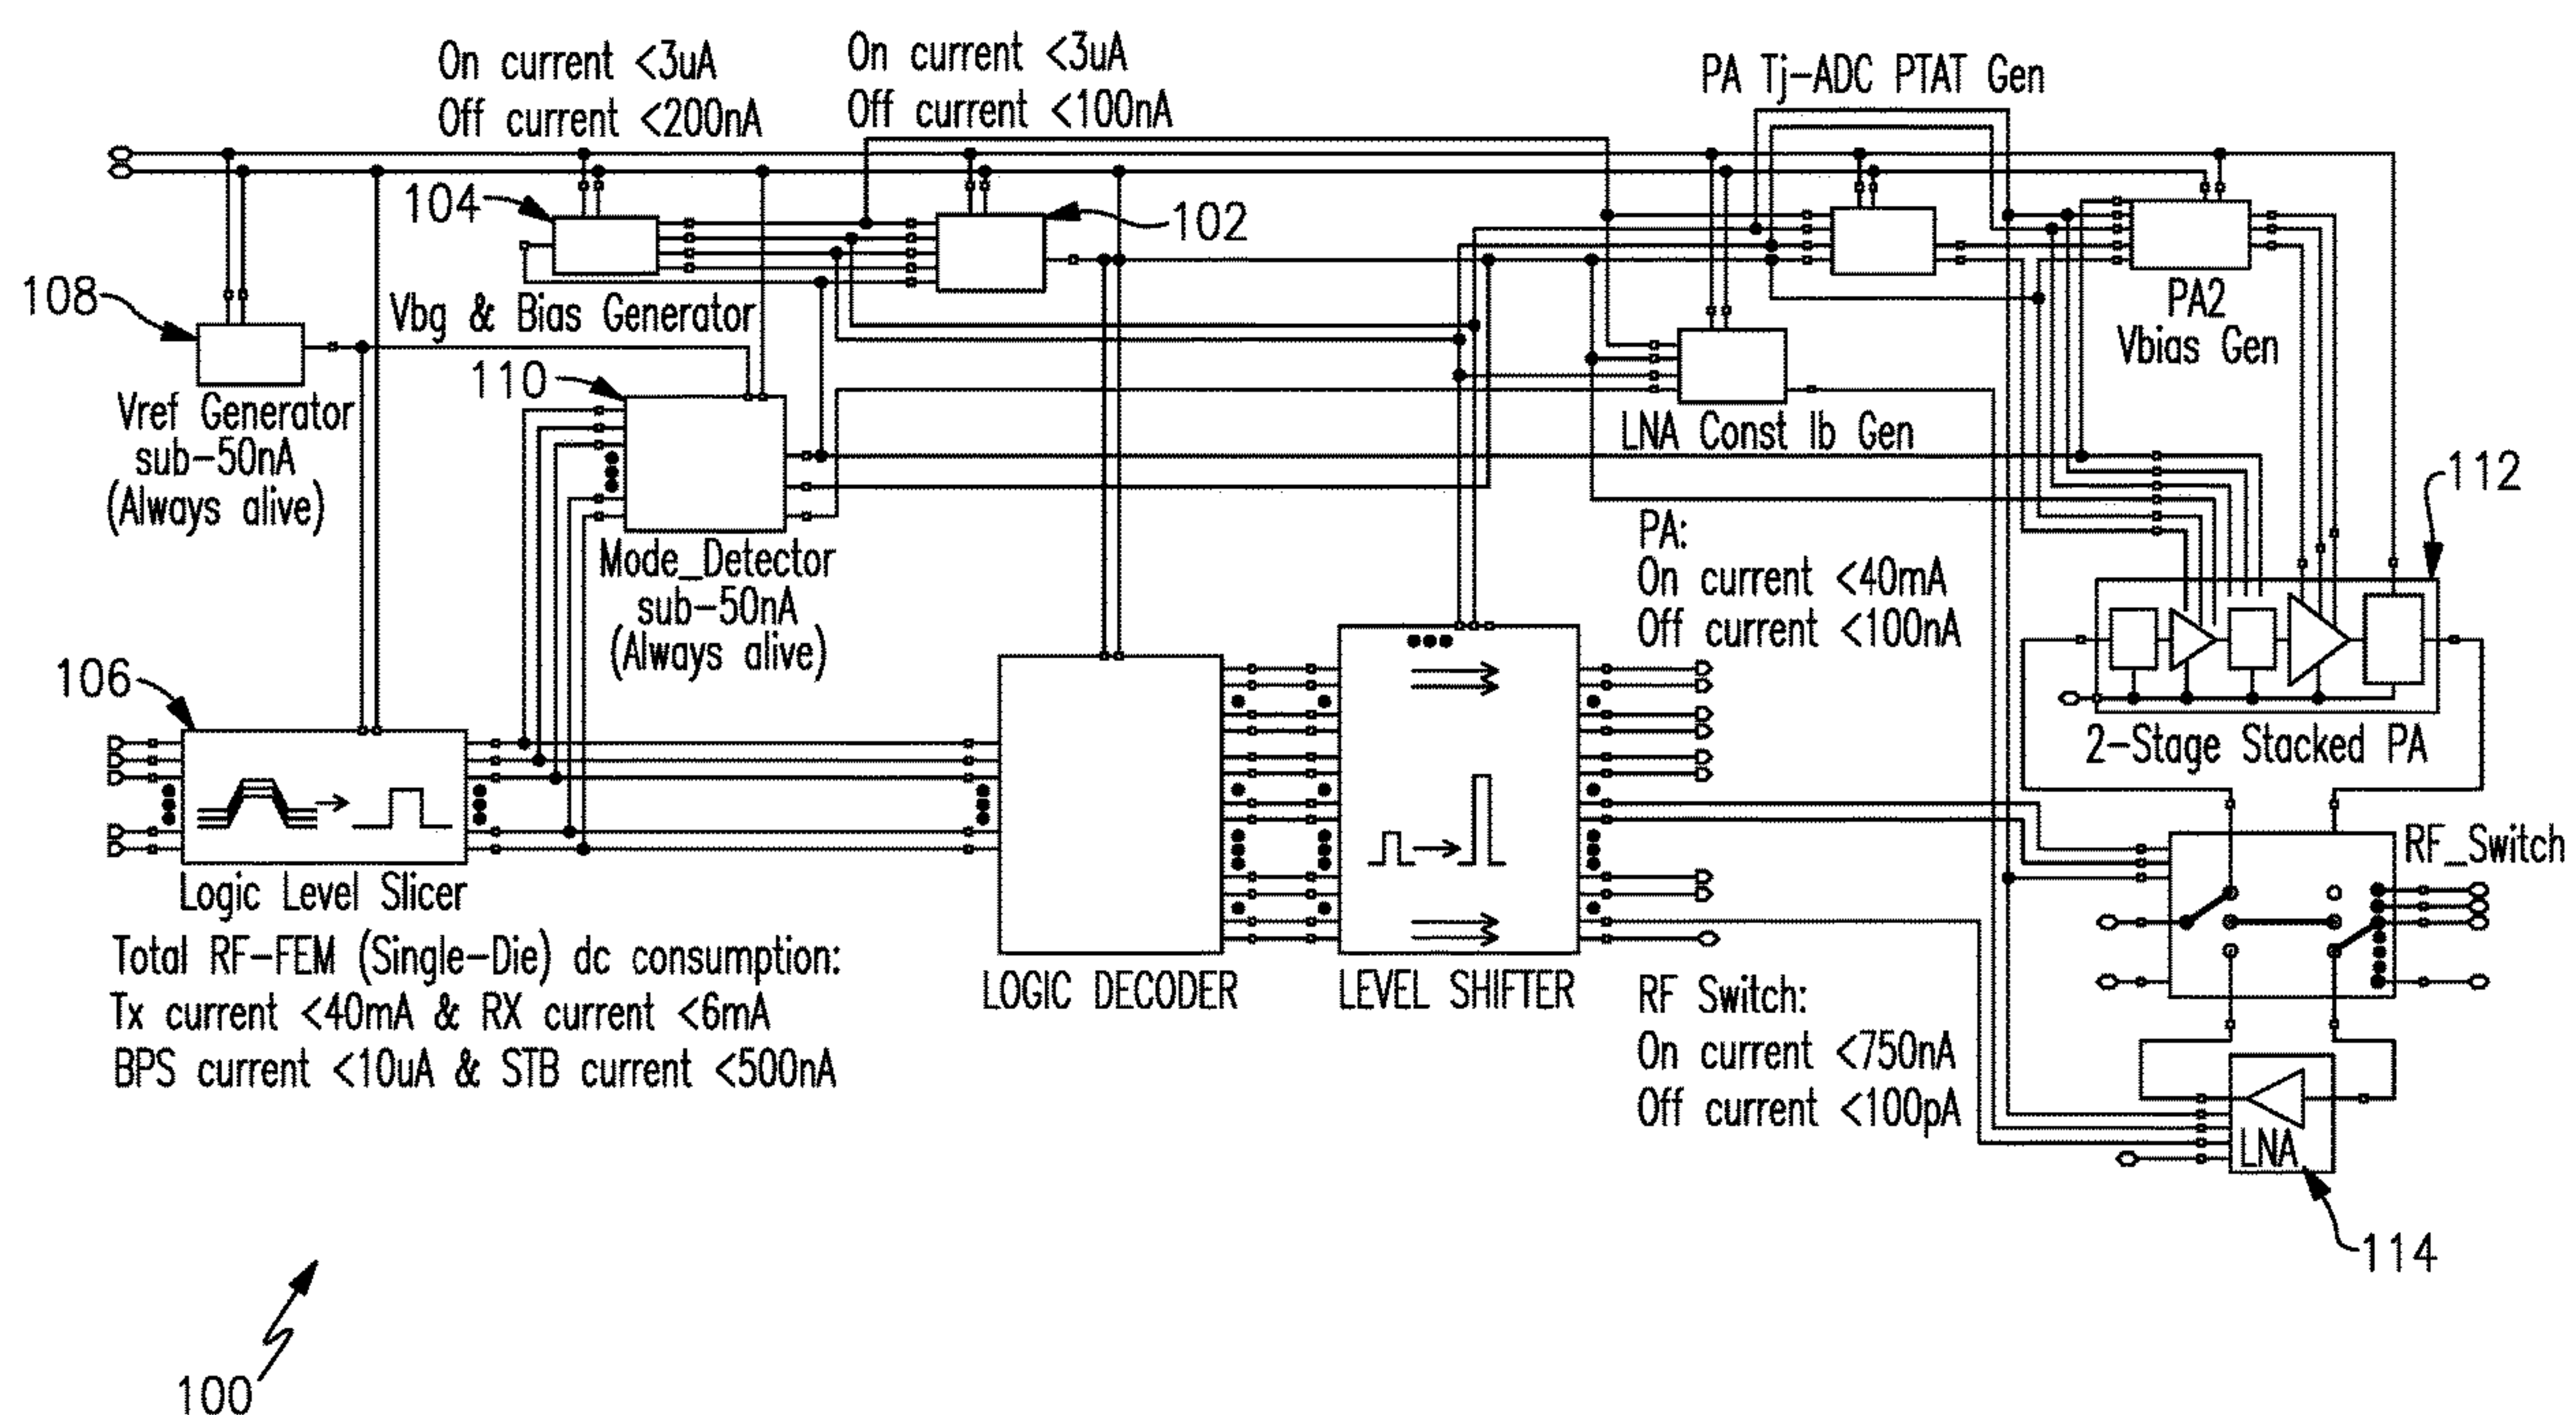 On current <3uA
Off current <200nA
On current <3uA
Off current <100nA
PA Tj-ADC PTAT Gen
104
102
108
Vbg & Bias Generator
PA2
Vbias Gen
110
Vref Generator
sub-50nA
(Always alive)
LNA Const Ib Gen
112
Mode_Detector
sub-50nA
(Always alive)
PA:
On current <40mA
Off current <100nA
106
2-Stage Stacked PA
RF_Switch
Logic Level Slicer
Total RF-FEM (Single-Die) dc consumption:
Tx current <40mA & RX current <6mA
BPS current <10uA & STB current <500nA
LOGIC DECODER
LEVEL SHIFTER
RF Switch:
On current <750nA
Off current <100pA
LNA
114
100